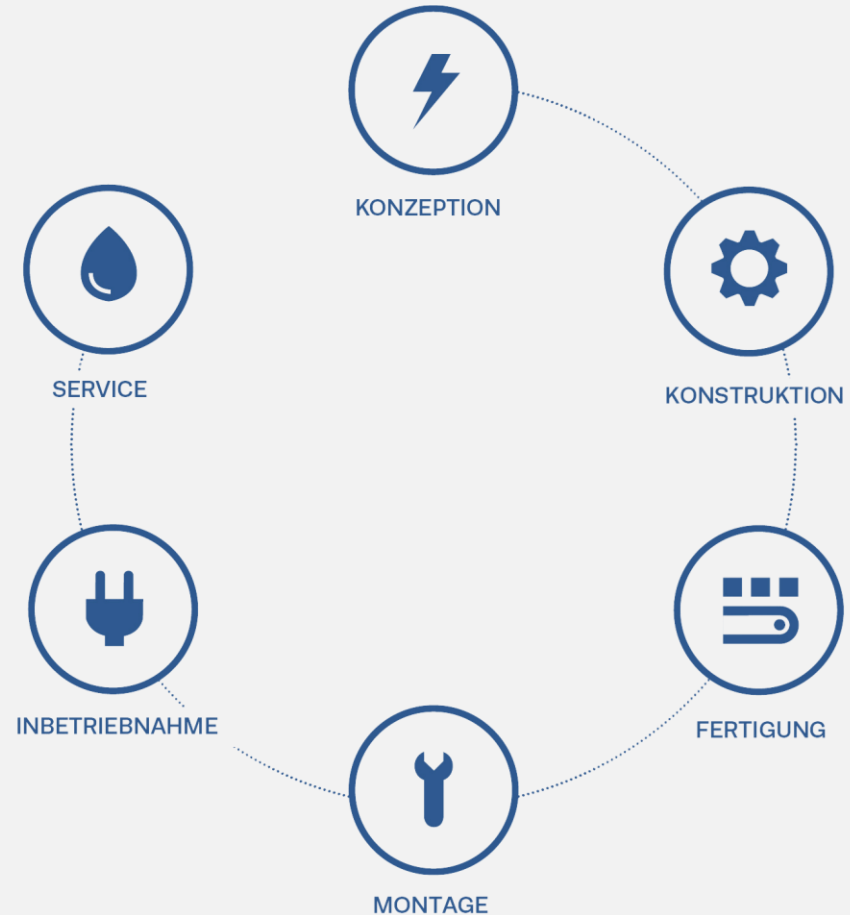 KONZEPTION
KONSTRUKTION
FERTIGUNG
MONTAGE
INBETRIEBNAHME
SERVICE